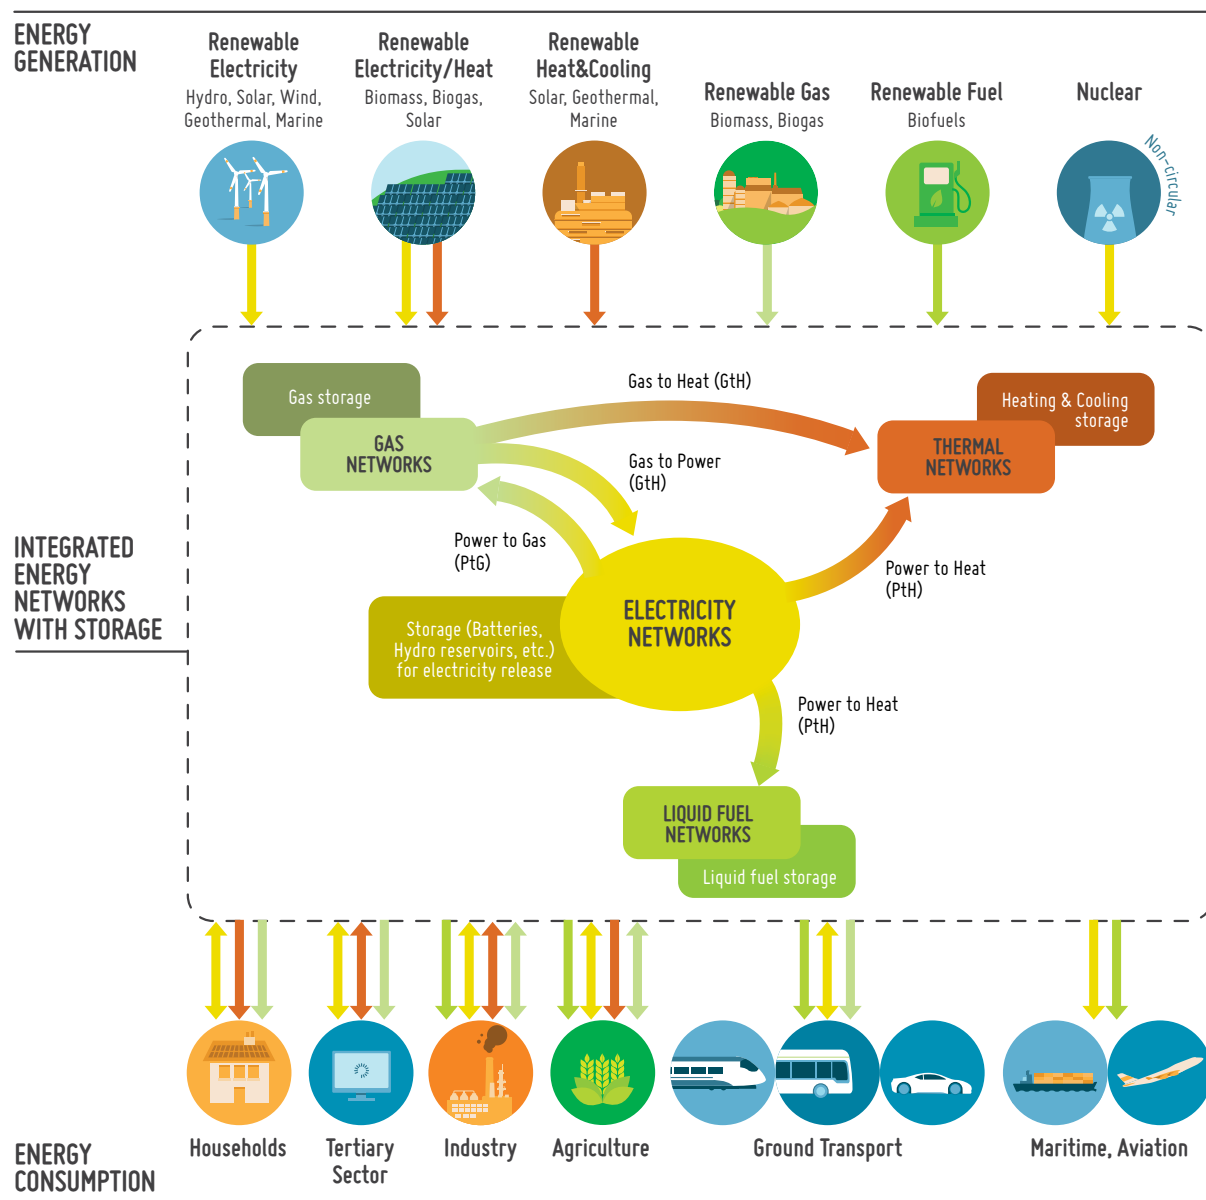 ENERGY
GENERATION
Renewable
Electricity
Hydro, Solar, Wind,
Geothermal, Marine
Renewable
Electricity/Heat
Biomass, Biogas,
Solar
Renewable
Heat&Cooling
Solar, Geothermal,
Marine
Renewable Gas
Biomass, Biogas
Renewable Fuel
Biofuels
Nuclear
Non-circular
INTEGRATED
ENERGY
NETWORKS
WITH STORAGE
Gas storage
GAS
NETWORKS
Gas to Heat (GtH)
Heating & Cooling
storage
THERMAL
NETWORKS
Gas to Power
(GtH)
Power to Gas
(PtG)
Power to Heat
(PtH)
ELECTRICITY
NETWORKS
Storage (Batteries,
Hydro reservoirs, etc.)
for electricity release
Power to Heat
(PtH)
LIQUID FUEL
NETWORKS
Liquid fuel storage
Households
Tertiary
Sector
Industry
Agriculture
Ground Transport
Maritime, Aviation
ENERGY
CONSUMPTION